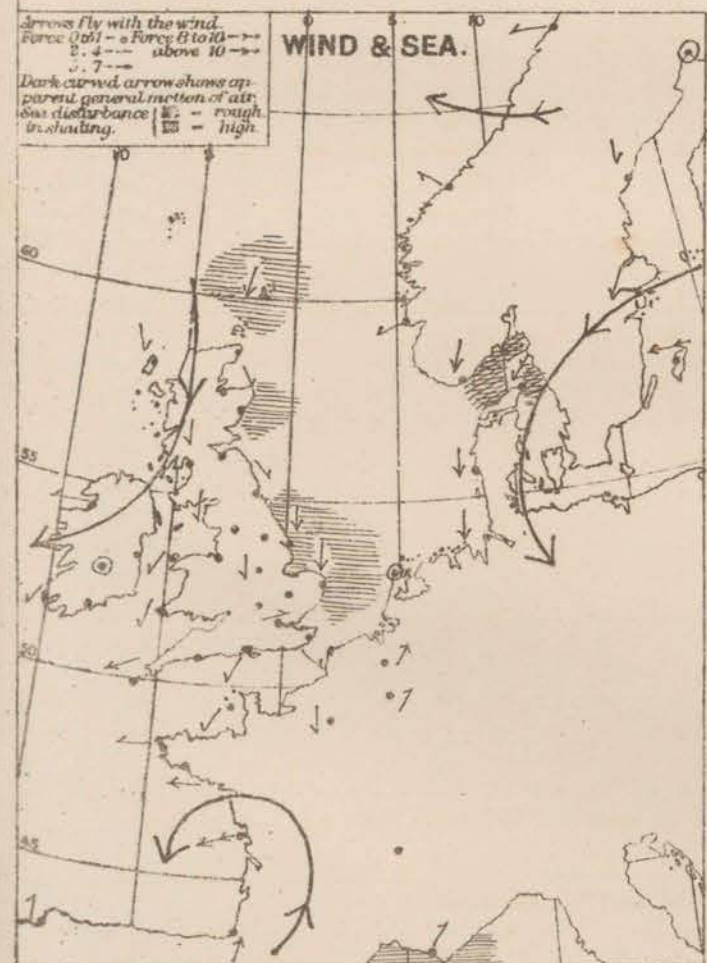 Arrows fly with the wind.
Force 0 to 1 Force 8 to 10
2 . 4 above 10
. 7
Dark curved arrow shows ap-
parent general motion of air.
Sea disturbance - rough
in shading. - high
WIND & SEA.
0 10
10 5
60
55
0 5 10
50
45